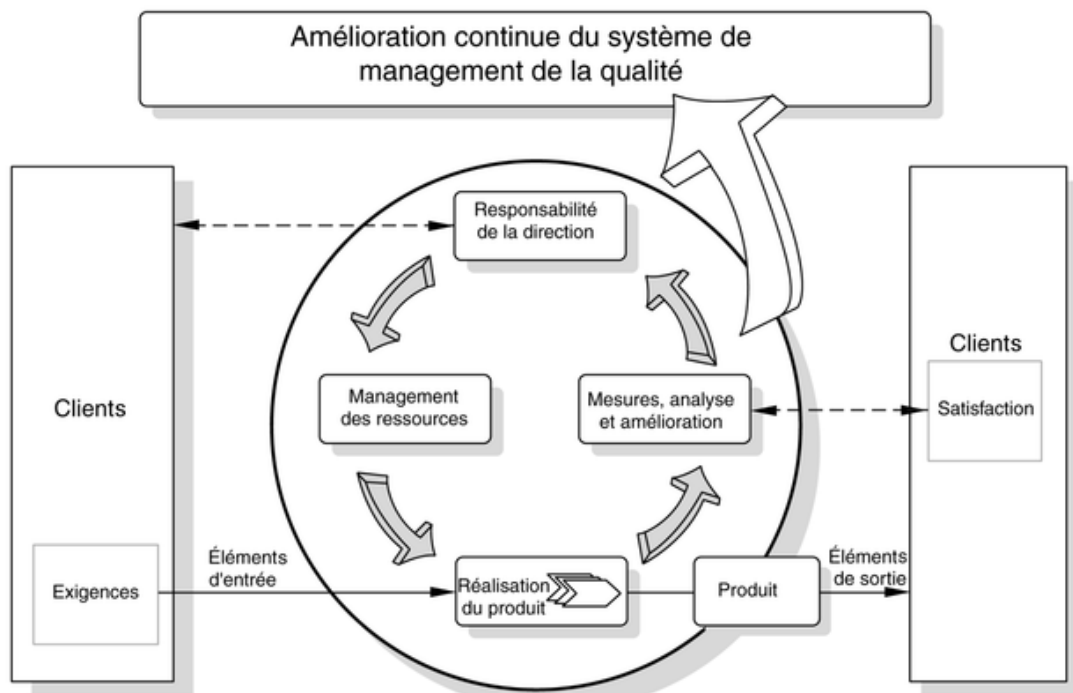 Amélioration continue du système de
management de la qualité
Responsabilité
de la direction
Clients
Management
des ressources
Mesures, analyse
et amélioration
Clients
Satisfaction
Exigences
Éléments
d'entrée
Réalisation
du produit
Produit
Éléments
de sortie